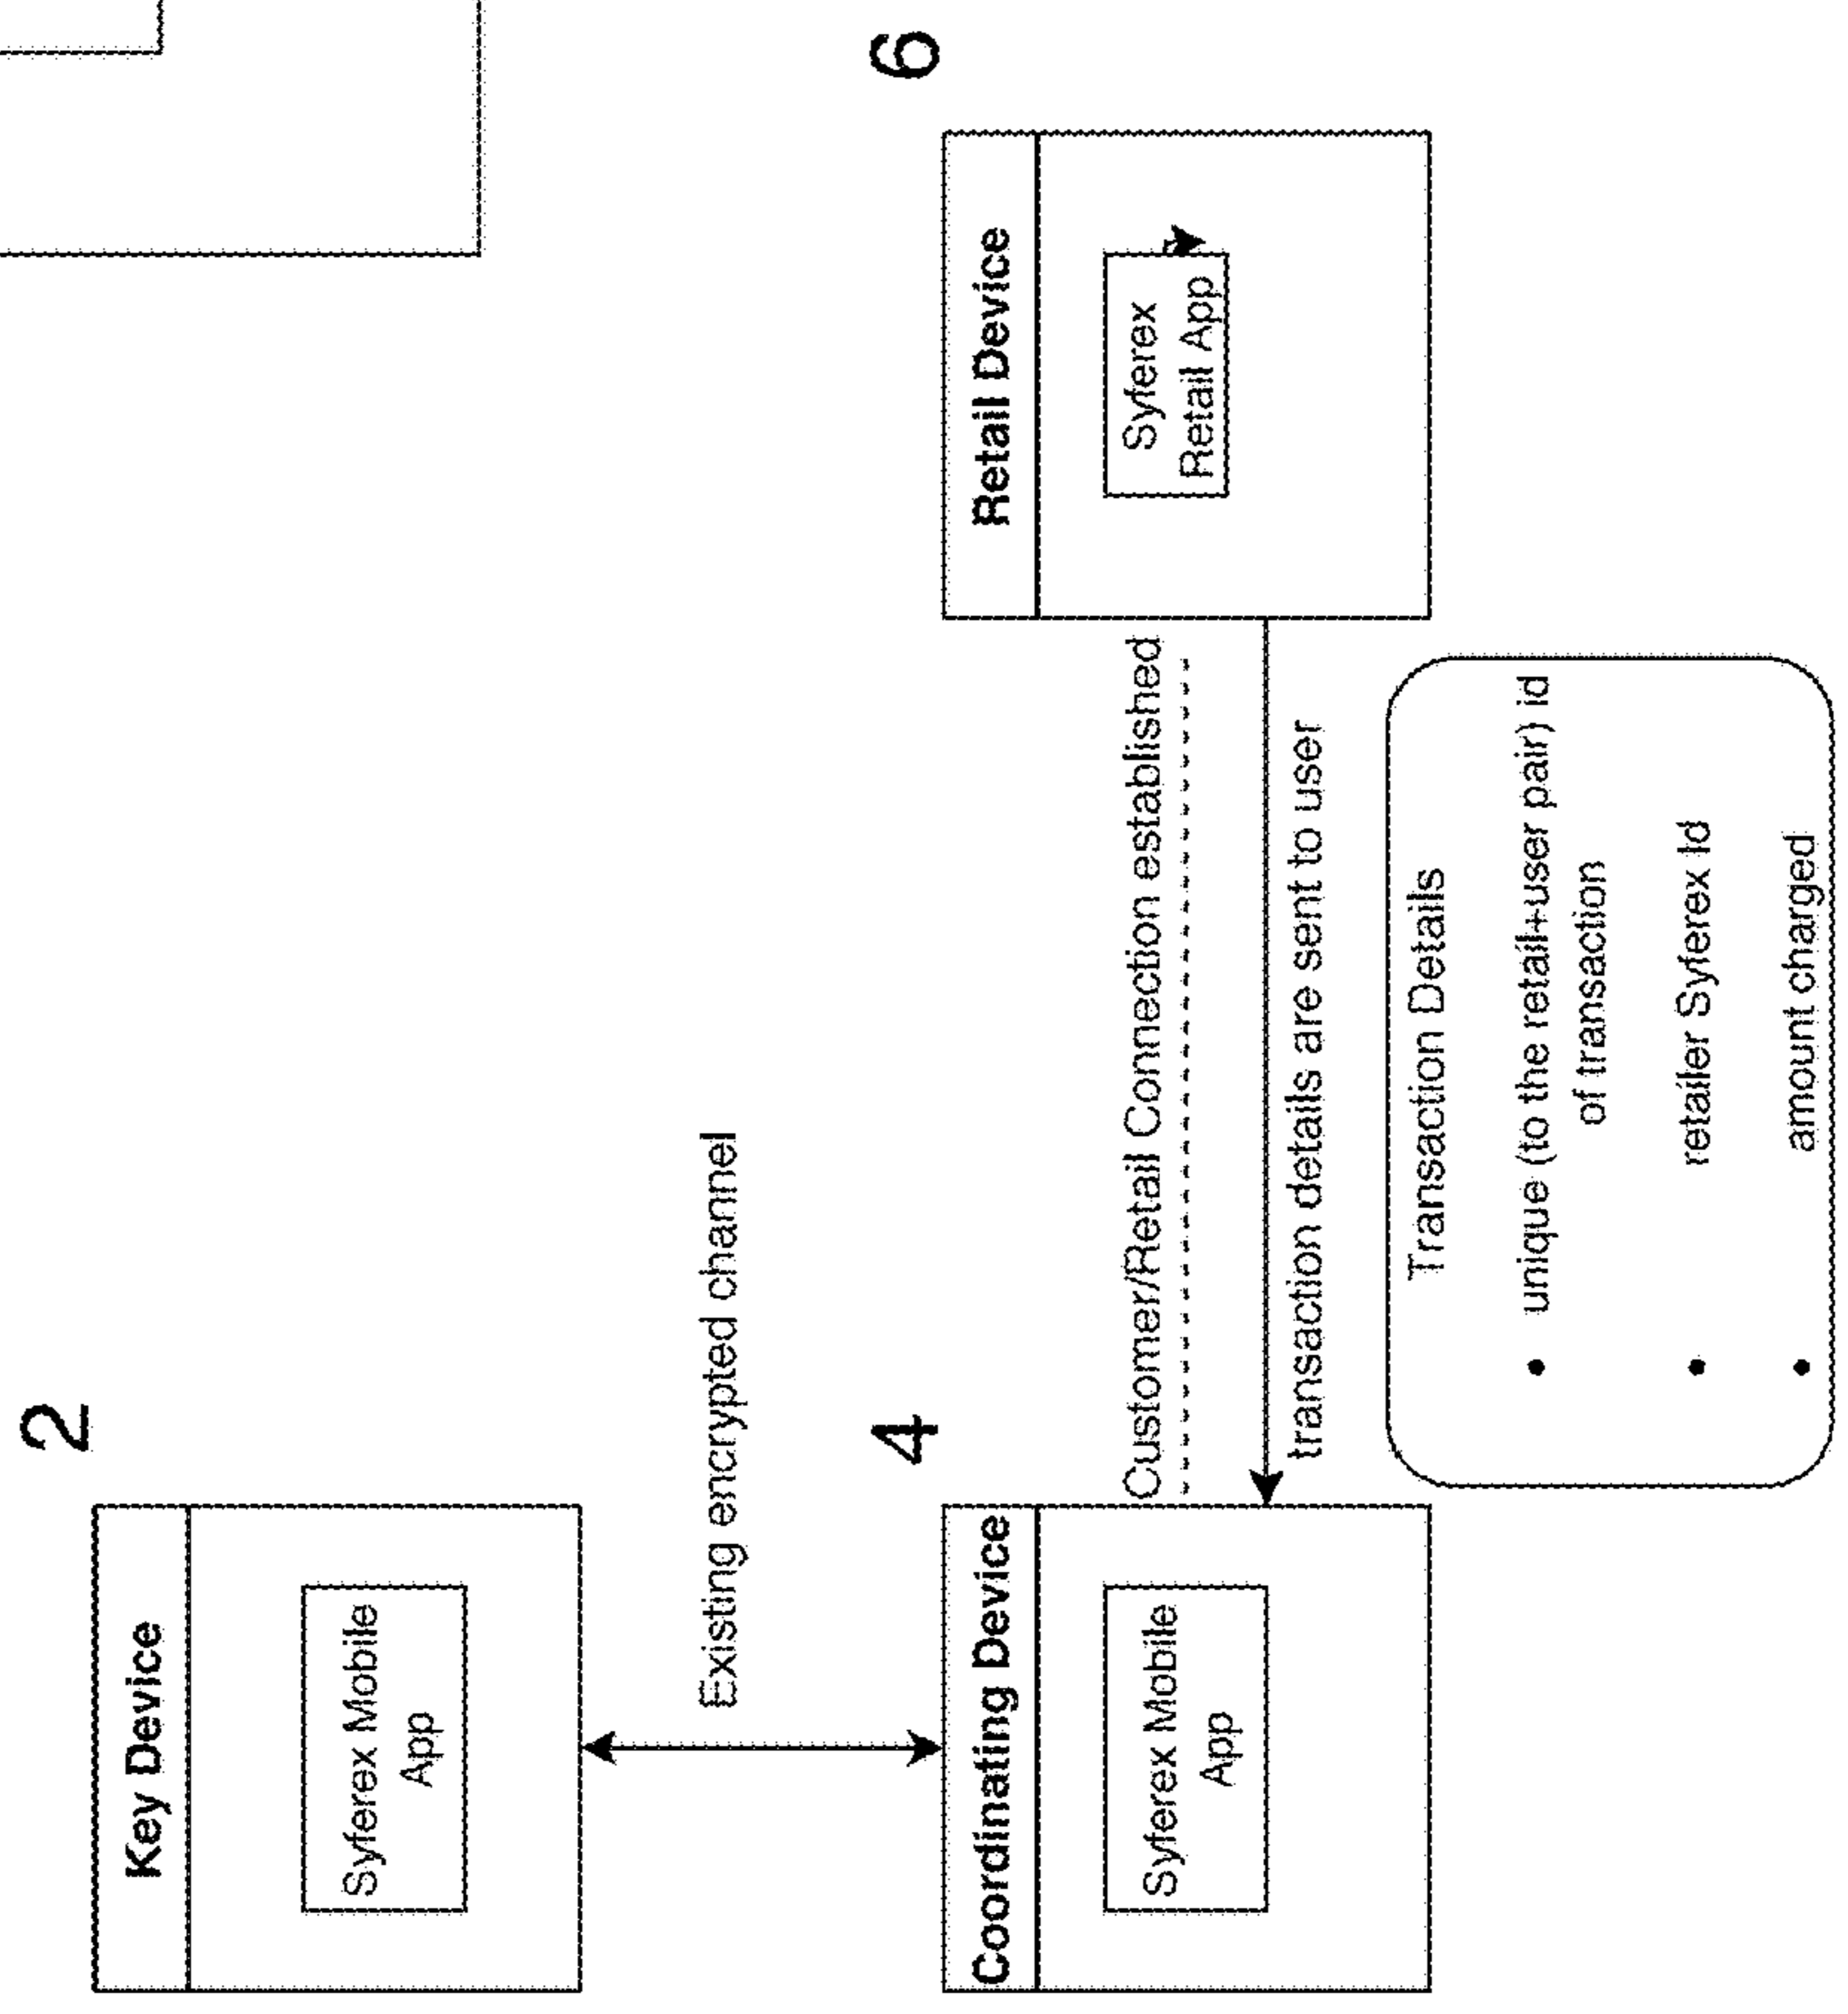 2
Key Device
Syferex Mobile
App
Existing encrypted channel
4
Coordinating Device
Syferex Mobile
App
6
Retail Device
Syferex
Retail App
Customer/Retail Connection established
transaction details are sent to user
Transaction Details
• unique (to the retail+user pair) id
of transaction
• retailer Syferex Id
• amount charged